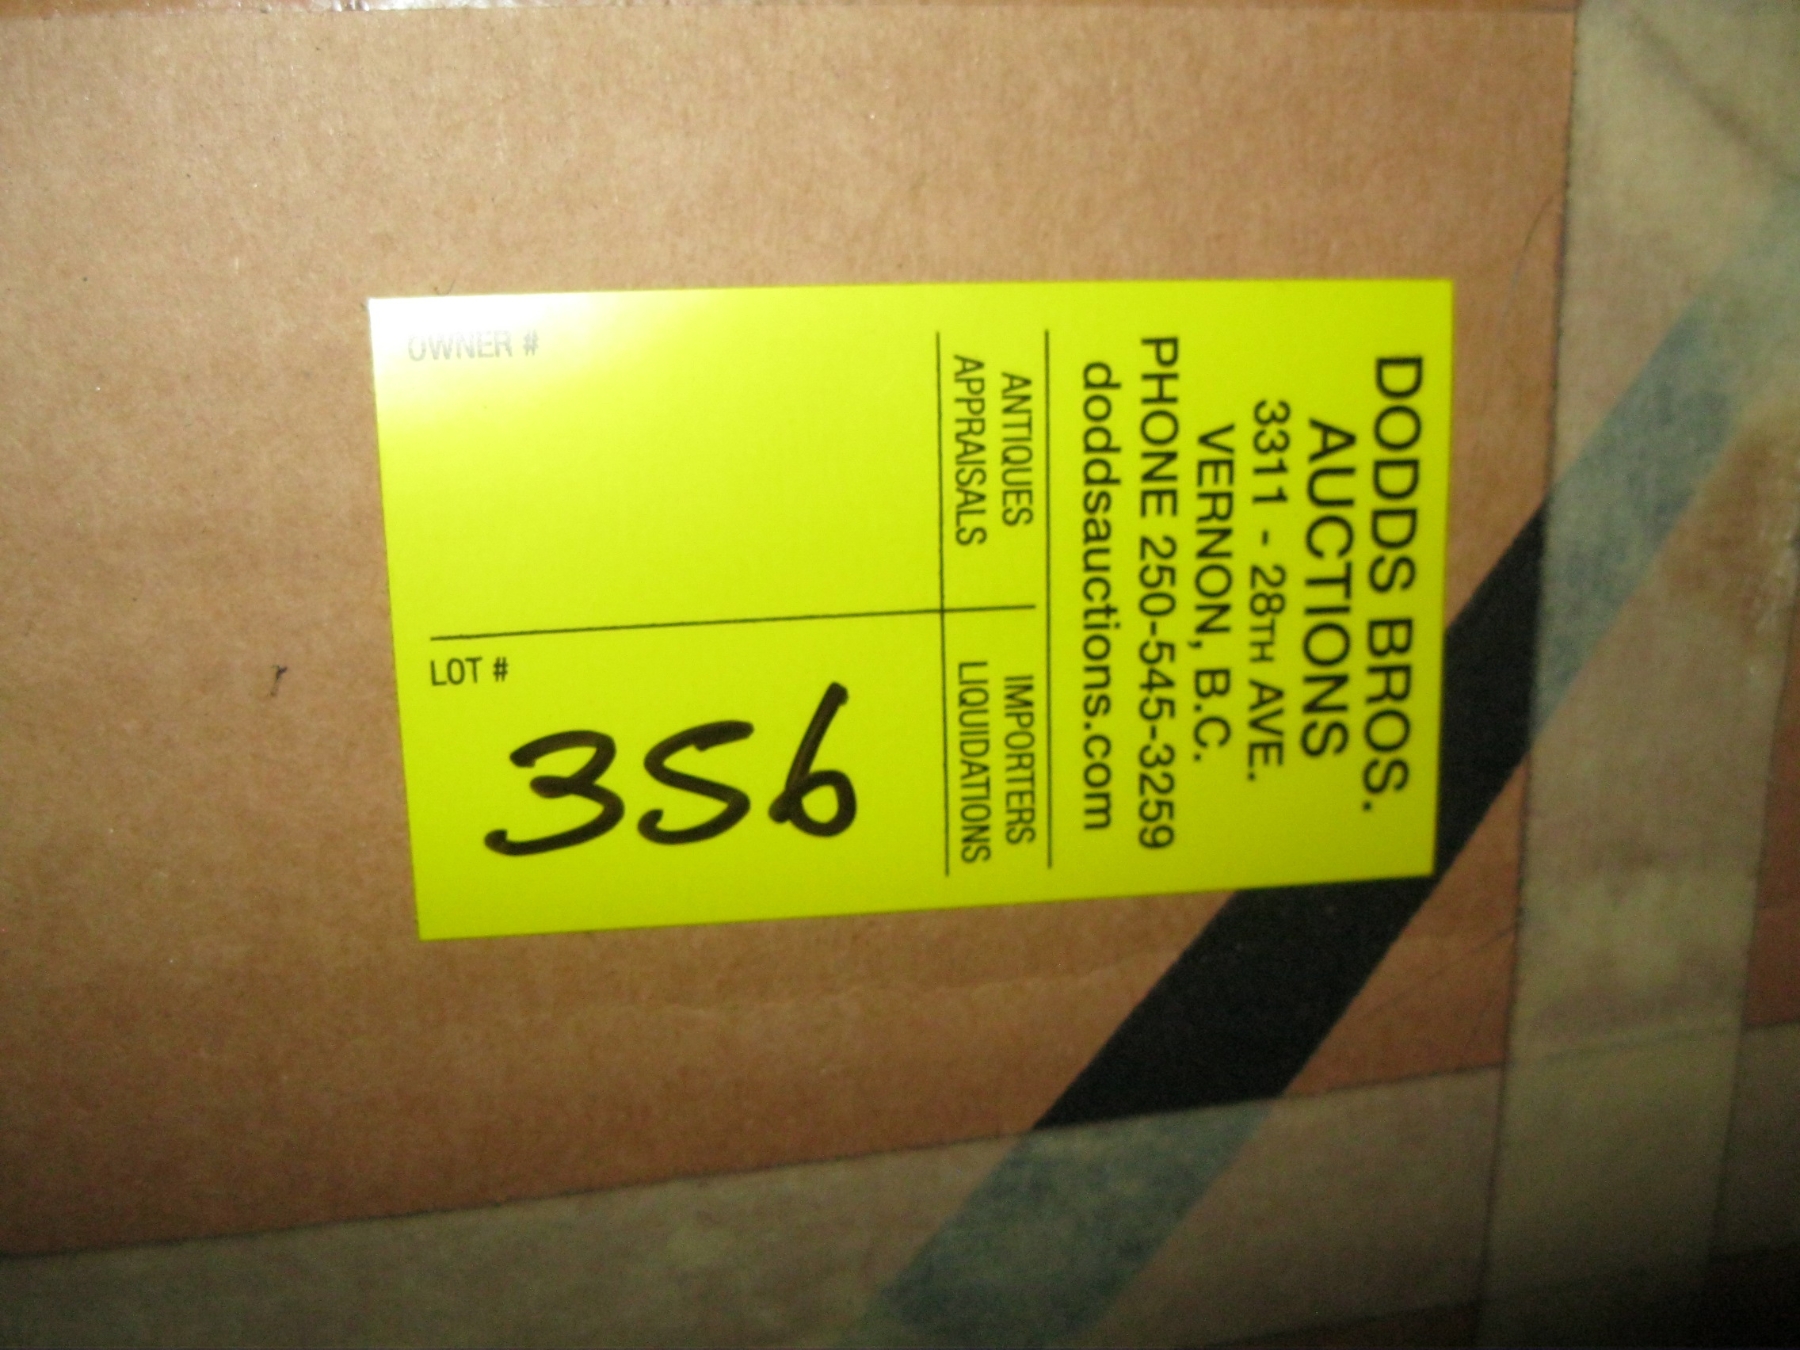 DODDS BROS.
AUCTIONS
3311 - 28TH AVE.
VERNON, B.C.
PHONE 250-545-3259
doddsauctions.com
ANTIQUES
APPRAISALS
IMPORTERS
LIQUIDATIONS
OWNER #
LOT #
356